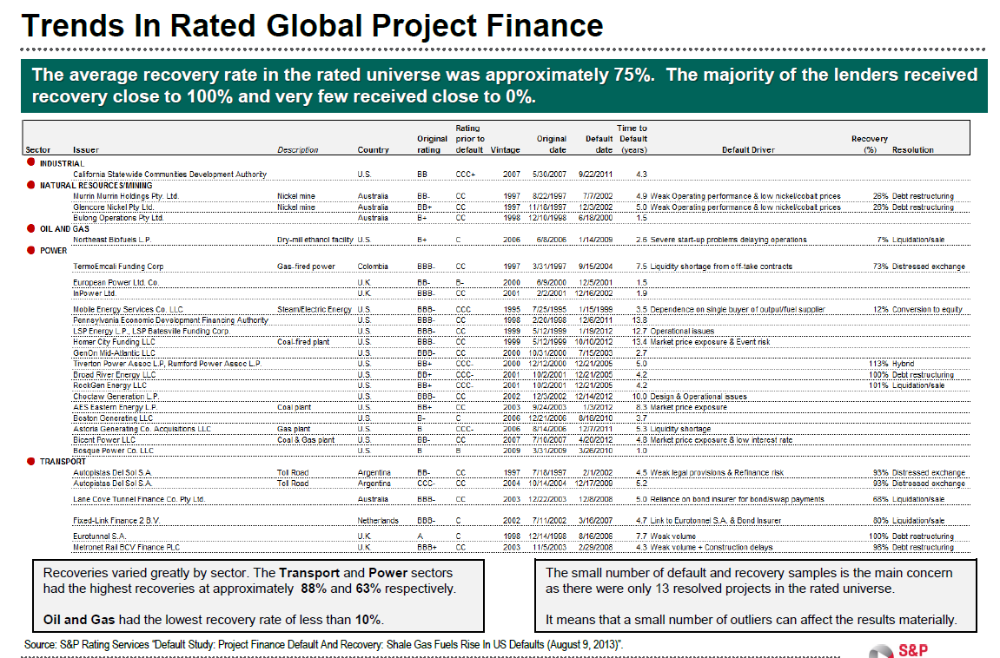 Trends In Rated Global Project Finance
The average recovery rate in the rated universe was approximately 75%. The majority of the lenders received
recovery close to 100% and very few received close to 0%.
Sector Issuer Description Country Original rating Rating prior to default Vintage Original date Default date Time to Default (years) Default Driver Recovery (%) Resolution
INDUSTRIAL
California Statewide Communities Development Authority U.S. BB CCC+ 2007 5/30/2007 9/22/2011 4.3
NATURAL RESOURCES/MINING
Murrin Murrin Holdings Pty. Ltd. Nickel mine Australia BB- CC 1997 8/22/1997 7/7/2002 4.9 Weak Operating performance & low nickel/cobalt prices 26% Debt restructuring
Glencore Nickel Pty Ltd. Nickel mine Australia BB+ CC 1997 11/18/1997 12/3/2002 5.0 Weak Operating performance & low nickel/cobalt prices 26% Debt restructuring
Bulong Operations Pty Ltd. Australia B+ CC 1998 12/10/1998 6/18/2000 1.5
OIL AND GAS
Northeast Biofuels L.P. Dry-mill ethanol facility U.S. B+ C 2006 6/8/2006 1/14/2009 2.6 Severe start-up problems delaying operations 7% Liquidation/sale
POWER
TermoEmcali Funding Corp Gas-fired power Colombia BBB- CC 1997 3/31/1997 9/15/2004 7.5 Liquidity shortage from off-take contracts 73% Distressed exchange
European Power Ltd. Co. U.K. BB- B- 2000 6/9/2000 12/5/2001 1.5
InPower Ltd. U.K. BBB- CC 2001 2/2/2001 12/16/2002 1.9
Mobile Energy Services Co. LLC Steam/Electric Energy U.S. BBB- CCC 1995 7/25/1995 1/15/1999 3.5 Dependence on single buyer of output/fuel supplier 12% Conversion to equity
Pennsylvania Economic Development Financing Authority U.S. BBB- CC 1998 2/20/1998 12/6/2011 13.8
LSP Energy L.P., LSP Batesville Funding Corp. U.S. BBB- CC 1999 5/12/1999 1/19/2012 12.7 Operational issues
Homer City Funding LLC Coal-fired plant U.S. BBB- CC 1999 5/12/1999 10/10/2012 13.4 Market price exposure & Event risk
GenOn Mid-Atlantic LLC U.S. BBB- CC 2000 10/31/2000 7/15/2003 2.7
Tiverton Power Assoc L.P, Rumford Power Assoc L.P. U.S. BB+ CCC- 2000 12/12/2000 12/21/2005 5.0 113% Hybrid
Broad River Energy LLC U.S. BB+ CCC- 2001 10/2/2001 12/21/2005 4.2 100% Debt restructuring
RockGen Energy LLC U.S. BB+ CCC- 2001 10/2/2001 12/21/2005 4.2 101% Liquidation/sale
Choctaw Generation L.P. U.S. BBB- CC 2002 12/3/2002 12/14/2012 10.0 Design & Operational issues
AES Eastern Energy L.P. Coal plant U.S. BB+ CC 2003 9/24/2003 1/3/2012 8.3 Market price exposure
Boston Generating LLC U.S. B- C 2006 12/21/2006 8/18/2010 3.7
Astoria Generating Co. Acquisitions LLC Gas plant U.S. B CCC- 2006 8/14/2006 12/7/2011 5.3 Liquidity shortage
Bicent Power LLC Coal & Gas plant U.S. BB- CC 2007 7/10/2007 4/20/2012 4.8 Market price exposure & low interest rate
Bosque Power Co. LLC U.S. B B 2009 3/31/2009 3/26/2010 1.0
TRANSPORT
Autopistas Del Sol S.A. Toll Road Argentina BB- CC 1997 7/18/1997 2/1/2002 4.5 Weak legal provisions & Refinance risk 93% Distressed exchange
Autopistas Del Sol S.A. Toll Road Argentina CCC- CC 2004 10/14/2004 12/17/2009 5.2 93% Distressed exchange
Lane Cove Tunnel Finance Co. Pty Ltd. Australia BBB- CC 2003 12/22/2003 12/8/2008 5.0 Reliance on bond insurer for bond/swap payments 68% Liquidation/sale
Fixed-Link Finance 2 B.V. Netherlands BBB- C 2002 7/11/2002 3/16/2007 4.7 Link to Eurotunnel S.A. & Bond Insurer 80% Liquidation/sale
Eurotunnel S.A. U.K. A C 1998 12/14/1998 8/16/2006 7.7 Weak volume 100% Debt restructuring
Metronet Rail BCV Finance PLC U.K. BBB+ CC 2003 11/5/2003 2/29/2008 4.3 Weak volume + Construction delays 98% Debt restructuring
Recoveries varied greatly by sector. The Transport and Power sectors
had the highest recoveries at approximately 88% and 63% respectively.
Oil and Gas had the lowest recovery rate of less than 10%.
The small number of default and recovery samples is the main concern
as there were only 13 resolved projects in the rated universe.
It means that a small number of outliers can affect the results materially.
Source: S&P Rating Services “Default Study: Project Finance Default And Recovery: Shale Gas Fuels Rise In US Defaults (August 9, 2013)”.
S&P